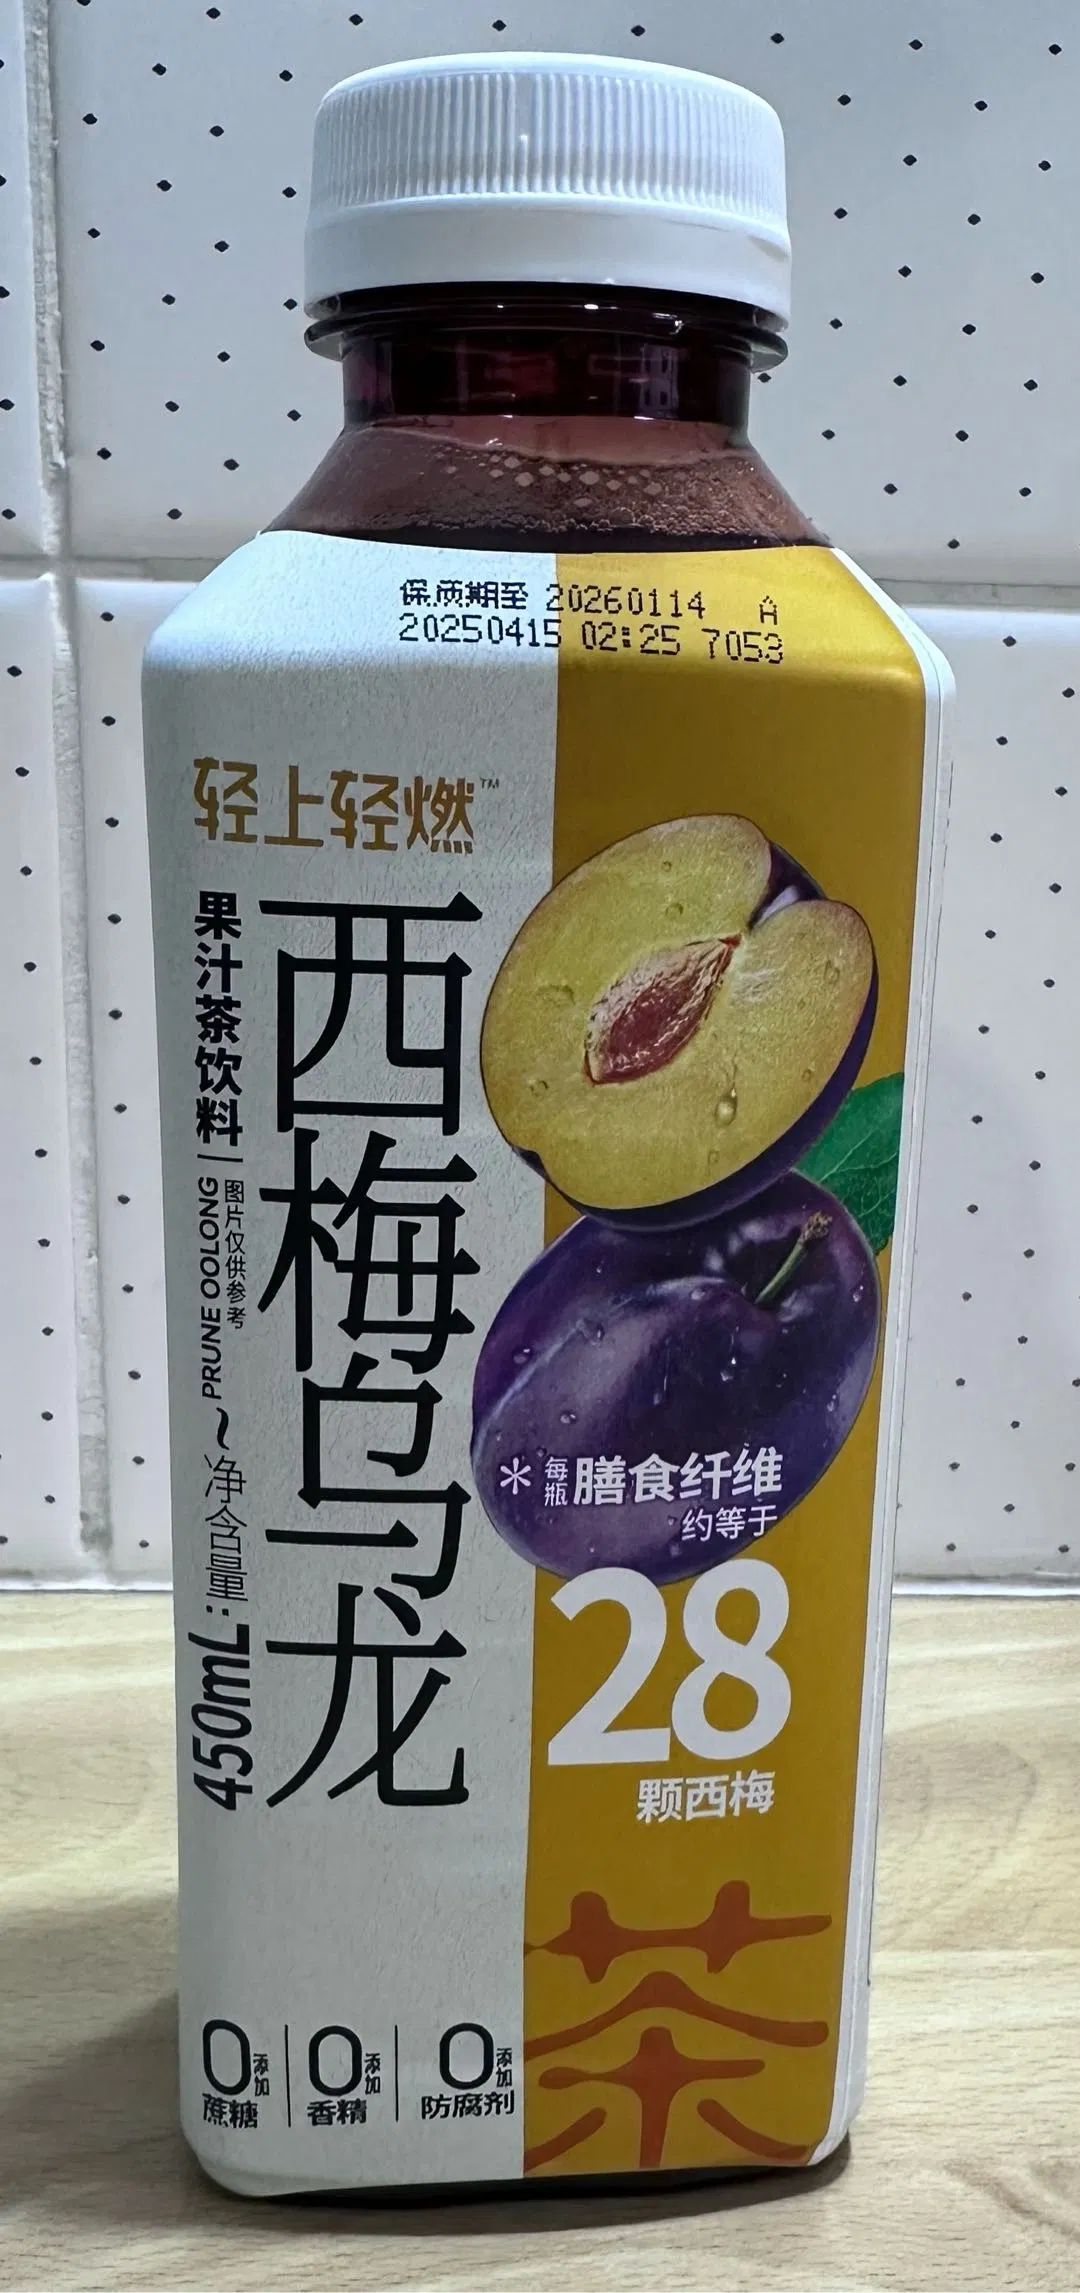 保质期至 20260114 A
20250415 02:25 7053
轻上轻燃™
西梅乌龙
果汁茶饮料
图片仅供参考
PRUNE OOLONG
净含量:450mL
*每瓶膳食纤维
约等于
28
颗西梅
茶
0添加蔗糖
0添加香精
0添加防腐剂